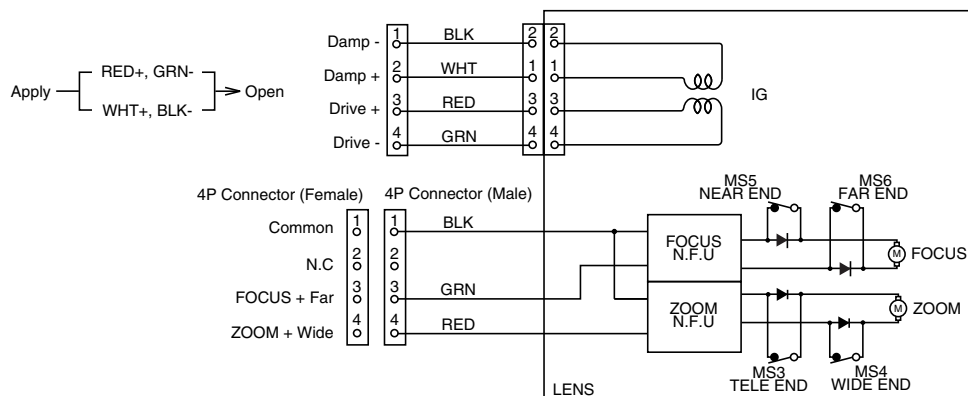 Damp - 1 BLK 2 2
Damp + 2 WHT 1 1
Drive + 3 RED 3 3
Drive - 4 GRN 4 4
IG
Apply RED+, GRN- Open
WHT+, BLK-
4P Connector (Female) 4P Connector (Male)
Common 1 1 BLK
N.C 2 2
FOCUS + Far 3 3 GRN
ZOOM + Wide 4 4 RED
FOCUS
N.F.U
ZOOM
N.F.U
MS5
NEAR END
MS6
FAR END
M FOCUS
M ZOOM
MS3
TELE END
MS4
WIDE END
LENS